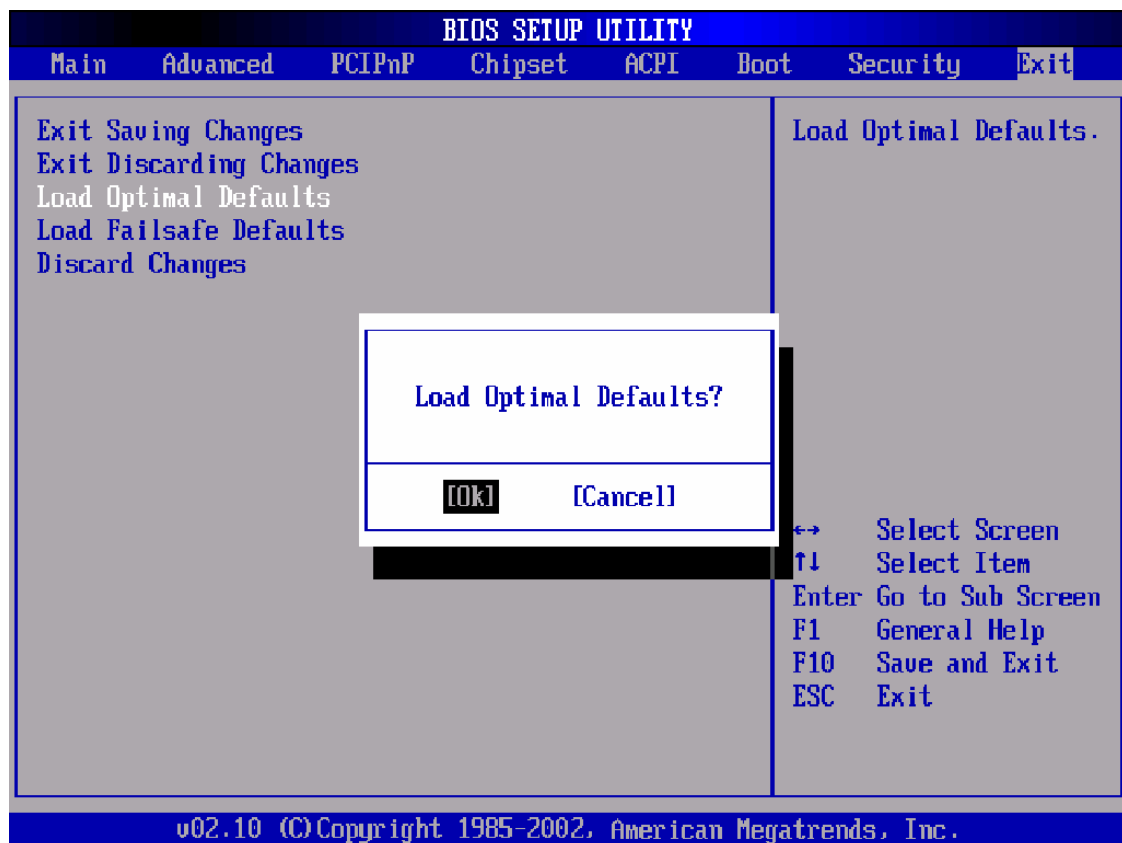 BIOS SETUP UTILITY
Main Advanced PCIPnP Chipset ACPI Boot Security Exit
Exit Saving Changes
Exit Discarding Changes
Load Optimal Defaults
Load Failsafe Defaults
Discard Changes
Load Optimal Defaults.
Load Optimal Defaults?
[Ok] [Cancel]
↔ Select Screen
↑↓ Select Item
Enter Go to Sub Screen
F1 General Help
F10 Save and Exit
ESC Exit
v02.10 (C)Copyright 1985-2002, American Megatrends, Inc.